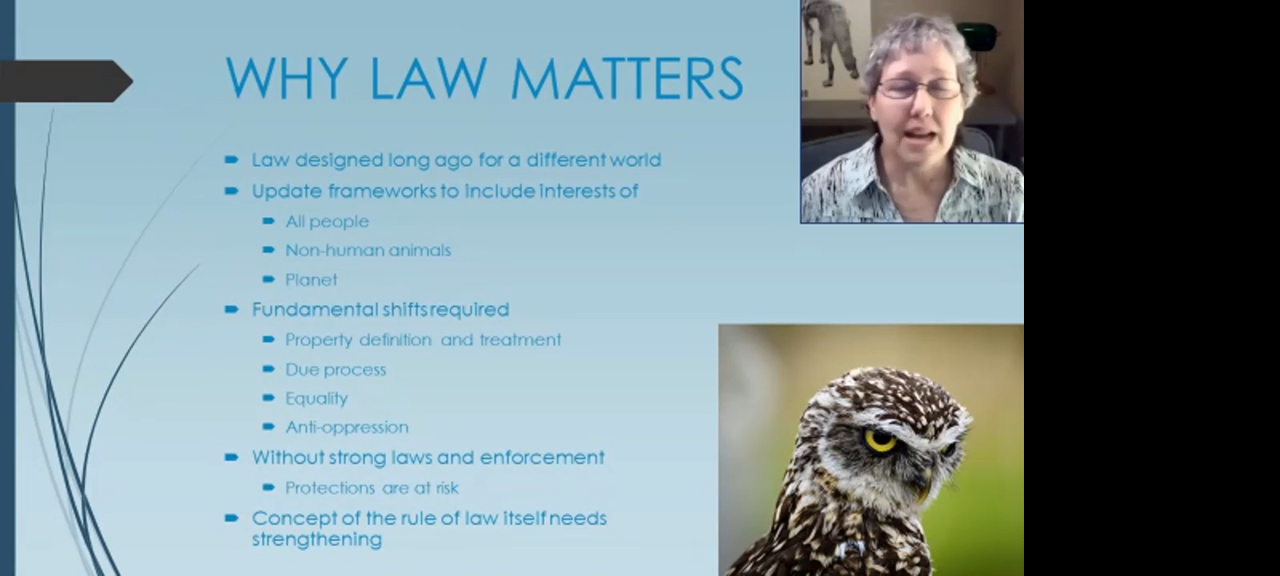 WHY LAW MATTERS
Law designed long ago for a different world
Update frameworks to include interests of
All people
Non-human animals
Planet
Fundamental shifts required
Property definition and treatment
Due process
Equality
Anti-oppression
Without strong laws and enforcement
Protections are at risk
Concept of the rule of law itself needs
strengthening